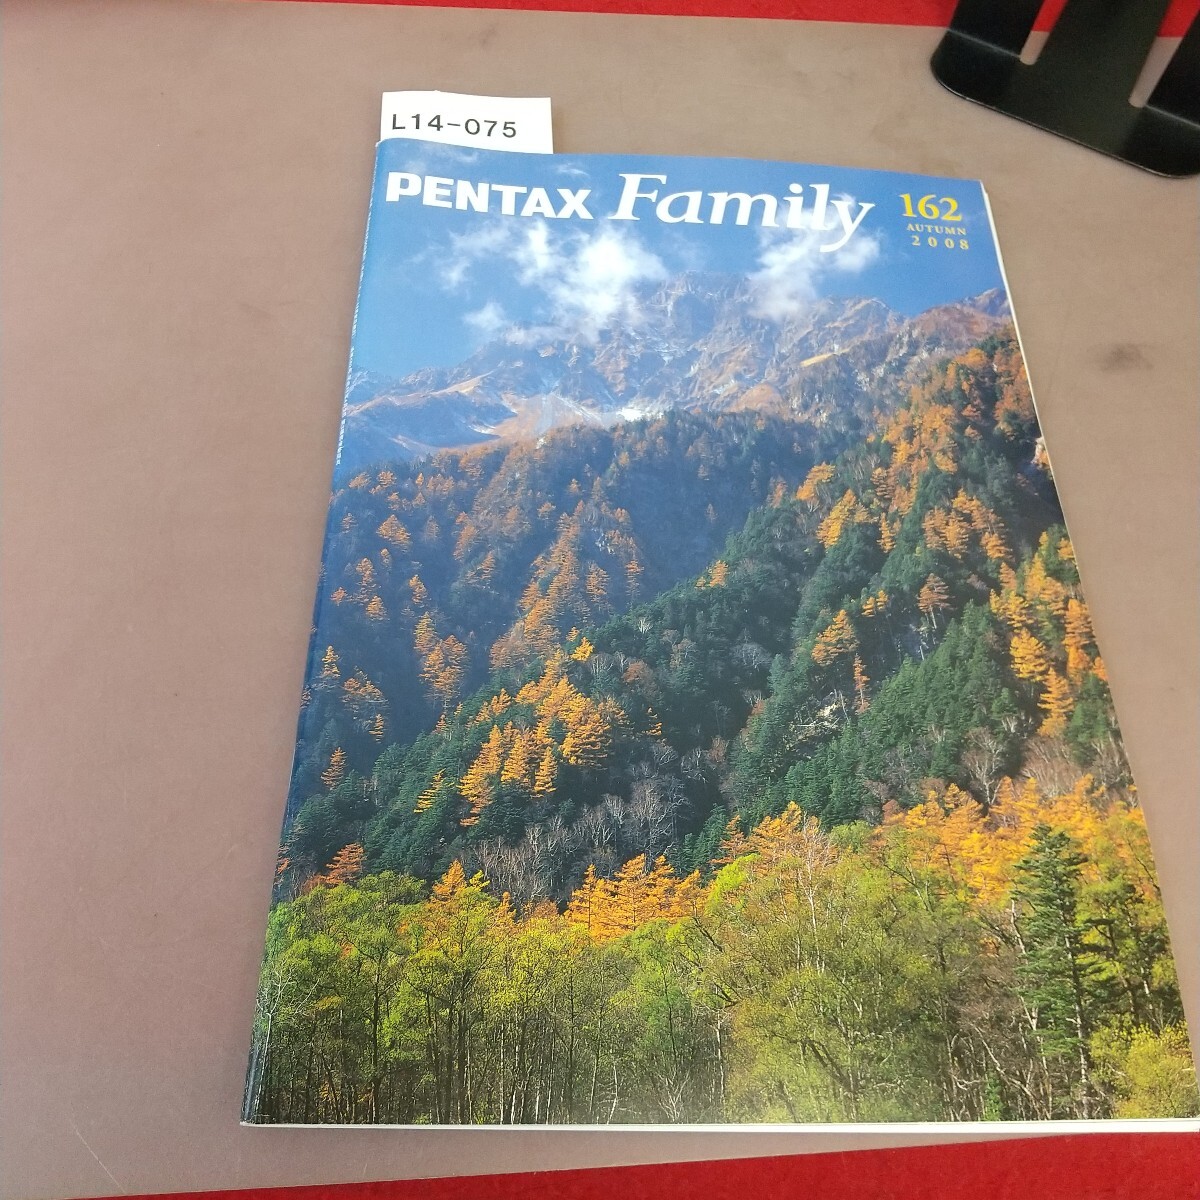 L14-075
PENTAX Family 162
AUTUMN
2008